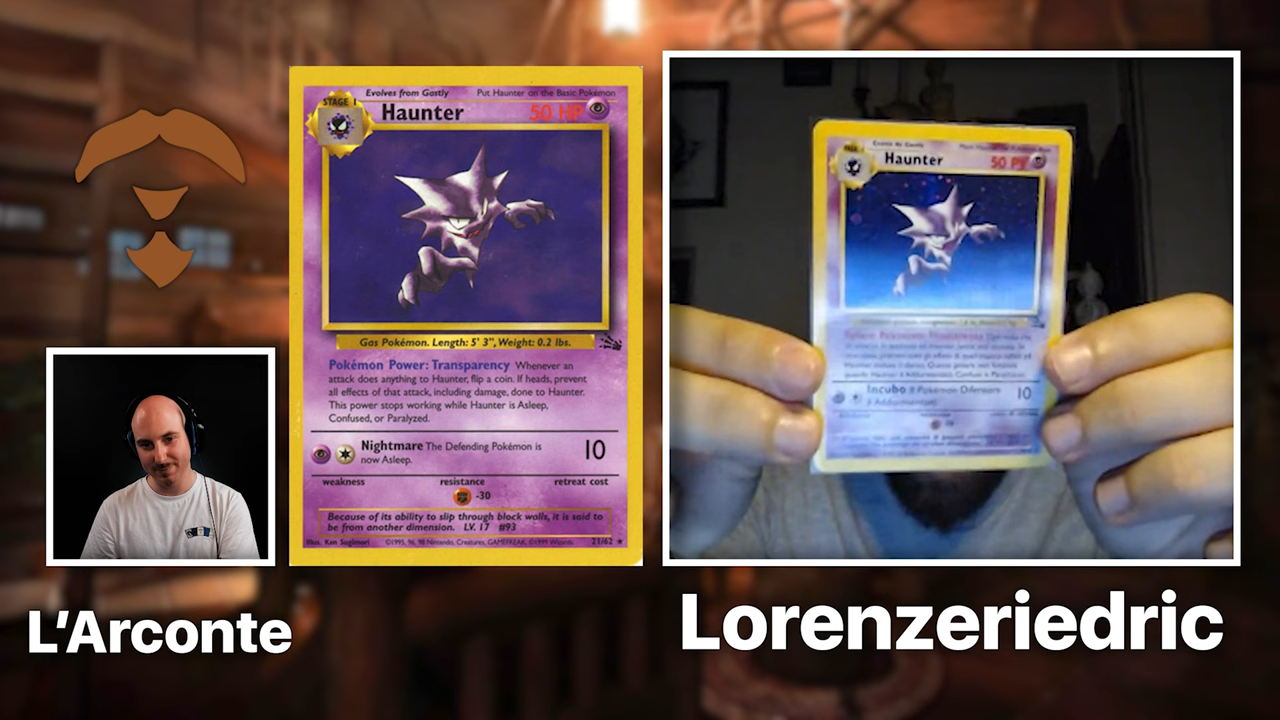 Evolves from Gastly
Put Haunter on the Basic Pokémon
STAGE 1
Haunter
50 HP
Gas Pokémon. Length: 5' 3", Weight: 0.2 lbs.
Pokémon Power: Transparency Whenever an
attack does anything to Haunter, flip a coin. If heads, prevent
all effects of that attack, including damage, done to Haunter.
This power stops working while Haunter is Asleep,
Confused, or Paralyzed.
Nightmare The Defending Pokémon is
now Asleep.
10
weakness
resistance
retreat cost
-30
Because of its ability to slip through block walls, it is said to
be from another dimension. LV. 17 #93
Illus. Ken Sugimori
©1995, 96, 98 Nintendo, Creatures, GAMEFREAK. ©1999 Wizards.
21/62 ★
Haunter
50 PV
Incubo Il Pokémon Difensore
è Addormentato.
10
L'Arconte
Lorenzeriedric